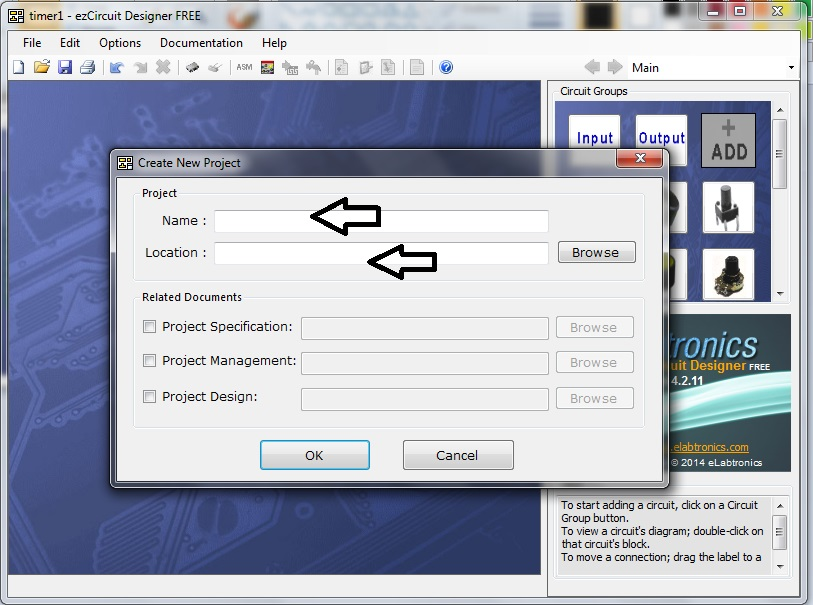 timer1 - ezCircuit Designer FREE
File Edit Options Documentation Help
ASM
Main
Circuit Groups
Input Output + ADD
Create New Project
Project
Name :
Location :
Browse
Related Documents
Project Specification:
Browse
Project Management:
Browse
Project Design:
Browse
OK Cancel
tronics
uit Designer FREE
4.2.11
elabtronics.com
© 2014 eLabtronics
To start adding a circuit, click on a Circuit
Group button.
To view a circuit's diagram; double-click on
that circuit's block.
To move a connection; drag the label to a